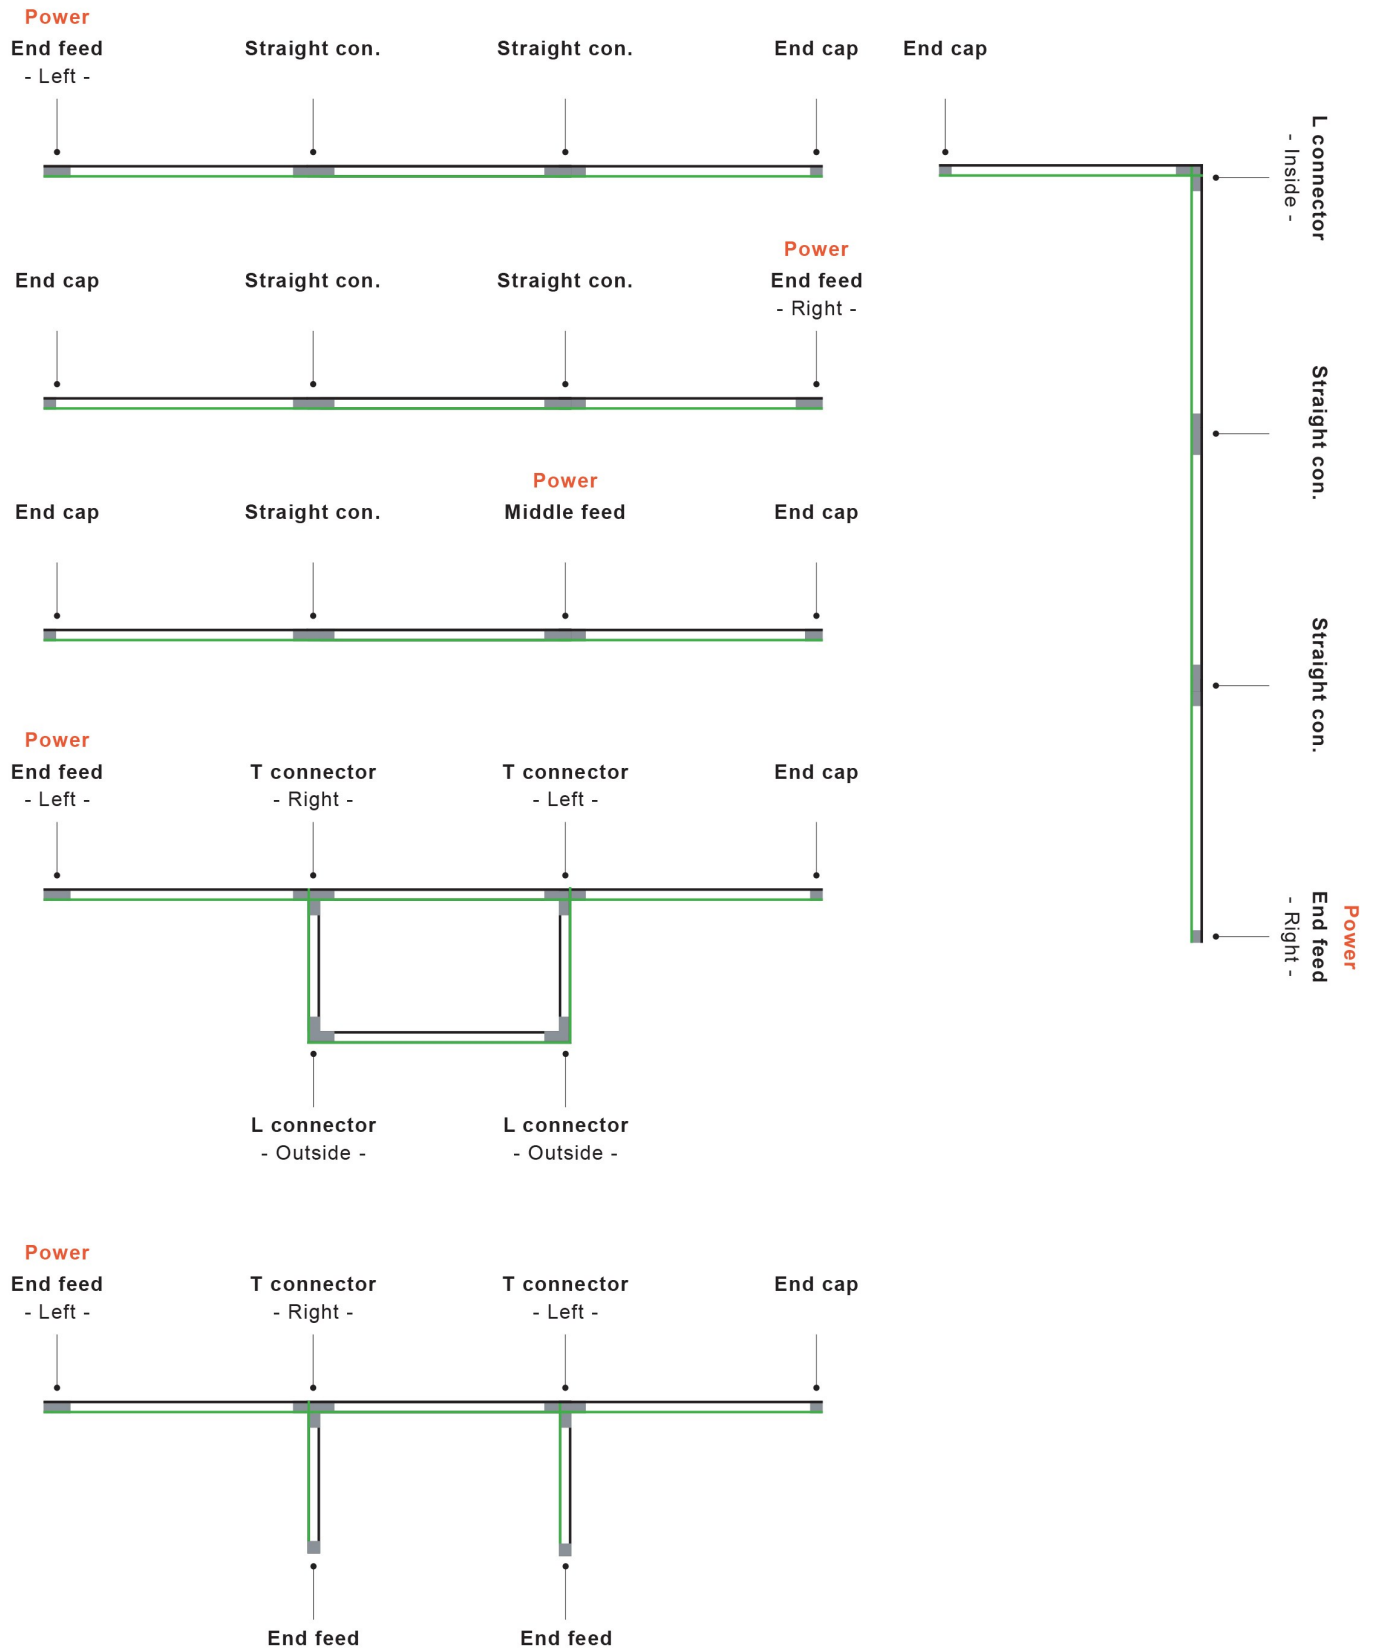 Power
End feed
- Left -
Straight con.
Straight con.
End cap
End cap
L connector
- Inside -
Straight con.
Straight con.
Power
End feed
- Right -
End cap
Straight con.
Straight con.
Power
End feed
- Right -
End cap
Straight con.
Power
Middle feed
End cap
Power
End feed
- Left -
T connector
- Right -
T connector
- Left -
End cap
L connector
- Outside -
L connector
- Outside -
Power
End feed
- Left -
T connector
- Right -
T connector
- Left -
End cap
End feed
End feed